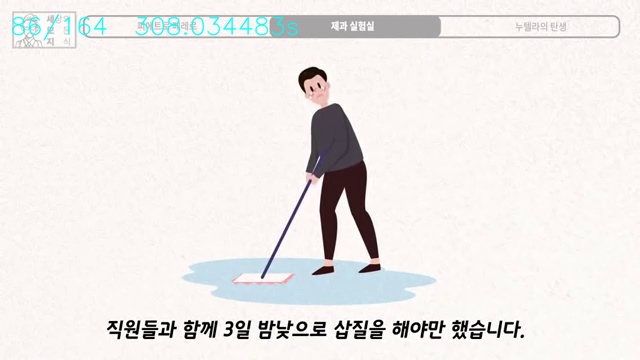 86/164 308.034483s
제과 실험실
누텔라의 탄생
직원들과 함께 3일 밤낮으로 삽질을 해야만 했습니다.